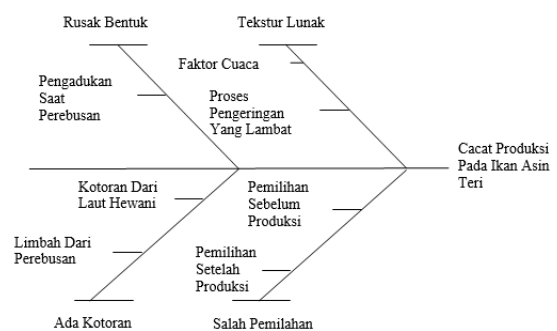 Rusak Bentuk
Tekstur Lunak
Faktor Cuaca
Pengadukan
Saat
Perebusan
Proses
Pengeringan
Yang Lambat
Cacat Produksi
Pada Ikan Asin
Teri
Kotoran Dari
Laut Hewani
Pemilihan
Sebelum
Produksi
Limbah Dari
Perebusan
Pemilihan
Setelah
Produksi
Ada Kotoran
Salah Pemilahan